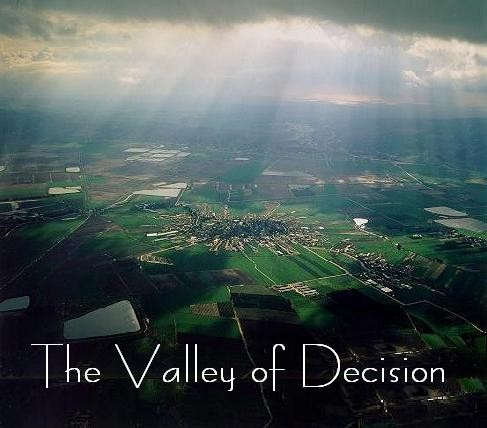 The Valley of Decision